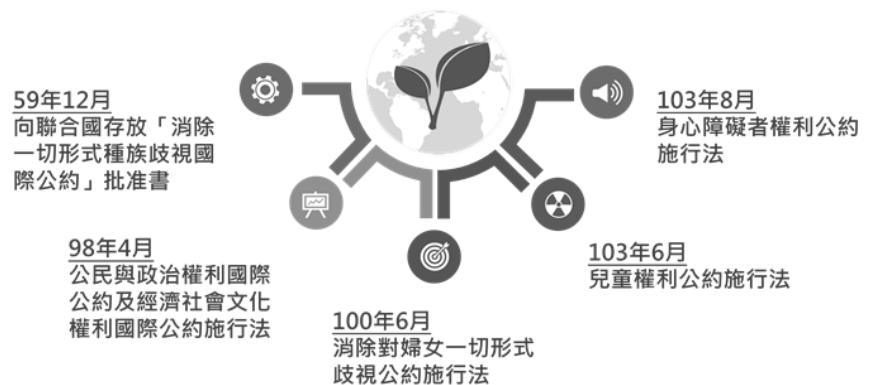 59年12月
向聯合國存放「消除
一切形式種族歧視國
際公約」批准書
98年4月
公民與政治權利國際
公約及經濟社會文化
權利國際公約施行法
100年6月
消除對婦女一切形式
歧視公約施行法
103年6月
兒童權利公約施行法
103年8月
身心障礙者權利公約
施行法